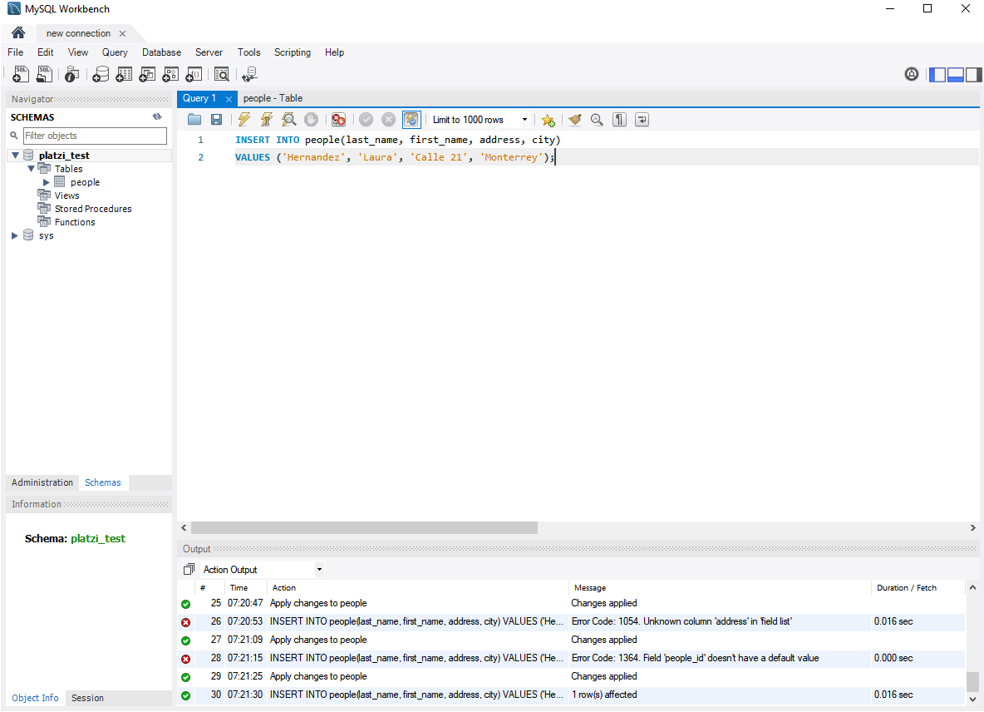 MySQL Workbench
new connection
File Edit View Query Database Server Tools Scripting Help
Navigator
SCHEMAS
Filter objects
platzi_test
Tables
people
Views
Stored Procedures
Functions
sys
Administration Schemas
Information
Schema: platzi_test
Object Info Session
Query 1 people - Table
Limit to 1000 rows
1 INSERT INTO people(last_name, first_name, address, city)
2 VALUES ('Hernandez', 'Laura', 'Calle 21', 'Monterrey');
Output
Action Output
# Time Action Message Duration / Fetch
25 07:20:47 Apply changes to people Changes applied
26 07:20:53 INSERT INTO people(last_name, first_name, address, city) VALUES ('He... Error Code: 1054. Unknown column 'address' in 'field list' 0.016 sec
27 07:21:09 Apply changes to people Changes applied
28 07:21:15 INSERT INTO people(last_name, first_name, address, city) VALUES ('He... Error Code: 1364. Field 'people_id' doesn't have a default value 0.000 sec
29 07:21:25 Apply changes to people Changes applied
30 07:21:30 INSERT INTO people(last_name, first_name, address, city) VALUES ('He... 1 row(s) affected 0.016 sec